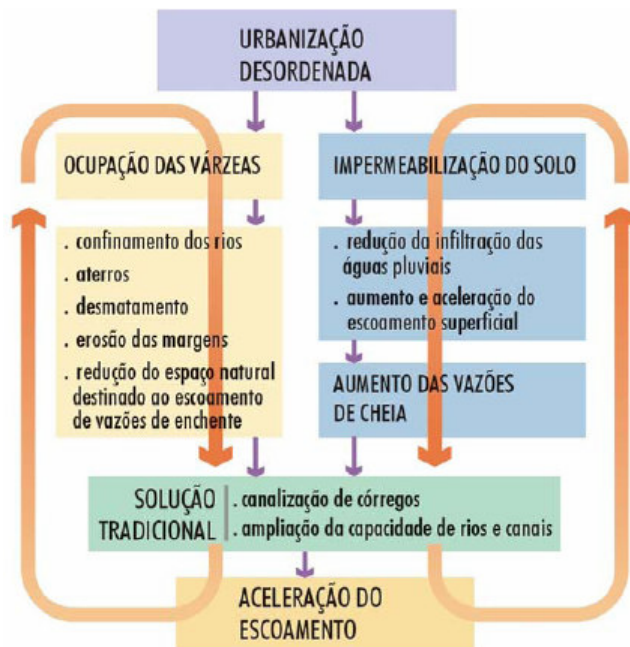 URBANIZAÇÃO
DESORDENADA
OCUPAÇÃO DAS VÁRZEAS
IMPERMEABILIZAÇÃO DO SOLO
. confinamento dos rios
. aterros
. desmatamento
. erosão das margens
. redução do espaço natural
destinado ao escoamento
de vazões de enchente
. redução da infiltração das
águas pluviais
. aumento e aceleração do
escoamento superficial
AUMENTO DAS VAZÕES
DE CHEIA
SOLUÇÃO
TRADICIONAL
. canalização de córregos
. ampliação da capacidade de rios e canais
ACELERAÇÃO DO
ESCOAMENTO